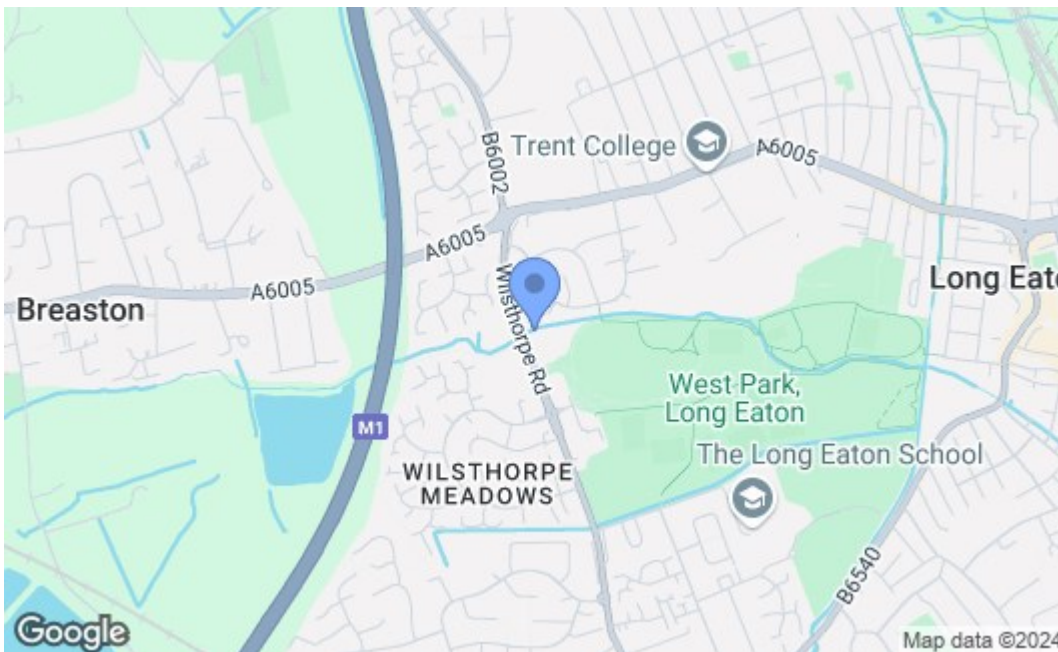 B6002
Trent College
A6005
A6005
A6005
Breaston
Wilsthorpe Rd
Long Eato
West Park,
Long Eaton
M1
The Long Eaton School
WILSTHORPE
MEADOWS
B6540
Google
Map data ©2024